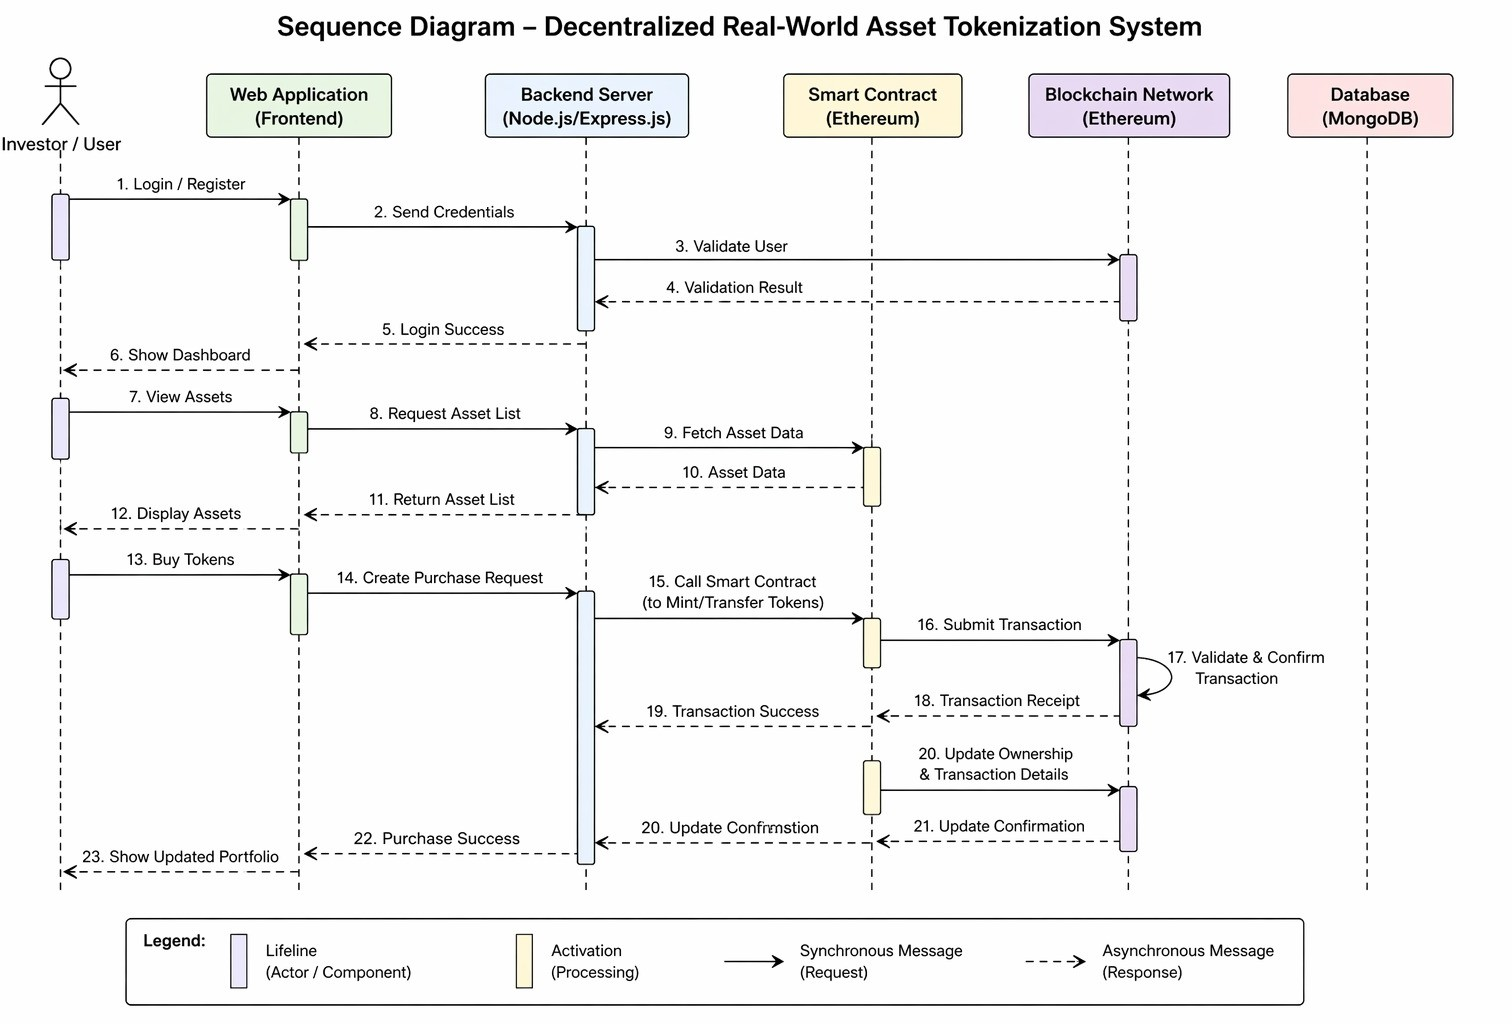 Sequence Diagram – Decentralized Real-World Asset Tokenization System
Investor / User
Web Application
(Frontend)
Backend Server
(Node.js/Express.js)
Smart Contract
(Ethereum)
Blockchain Network
(Ethereum)
Database
(MongoDB)
1. Login / Register
2. Send Credentials
3. Validate User
4. Validation Result
5. Login Success
6. Show Dashboard
7. View Assets
8. Request Asset List
9. Fetch Asset Data
10. Asset Data
11. Return Asset List
12. Display Assets
13. Buy Tokens
14. Create Purchase Request
15. Call Smart Contract
(to Mint/Transfer Tokens)
16. Submit Transaction
17. Validate & Confirm
Transaction
18. Transaction Receipt
19. Transaction Success
20. Update Ownership
& Transaction Details
20. Update Confirmstion
21. Update Confirmation
22. Purchase Success
23. Show Updated Portfolio
Legend:
Lifeline
(Actor / Component)
Activation
(Processing)
Synchronous Message
(Request)
Asynchronous Message
(Response)